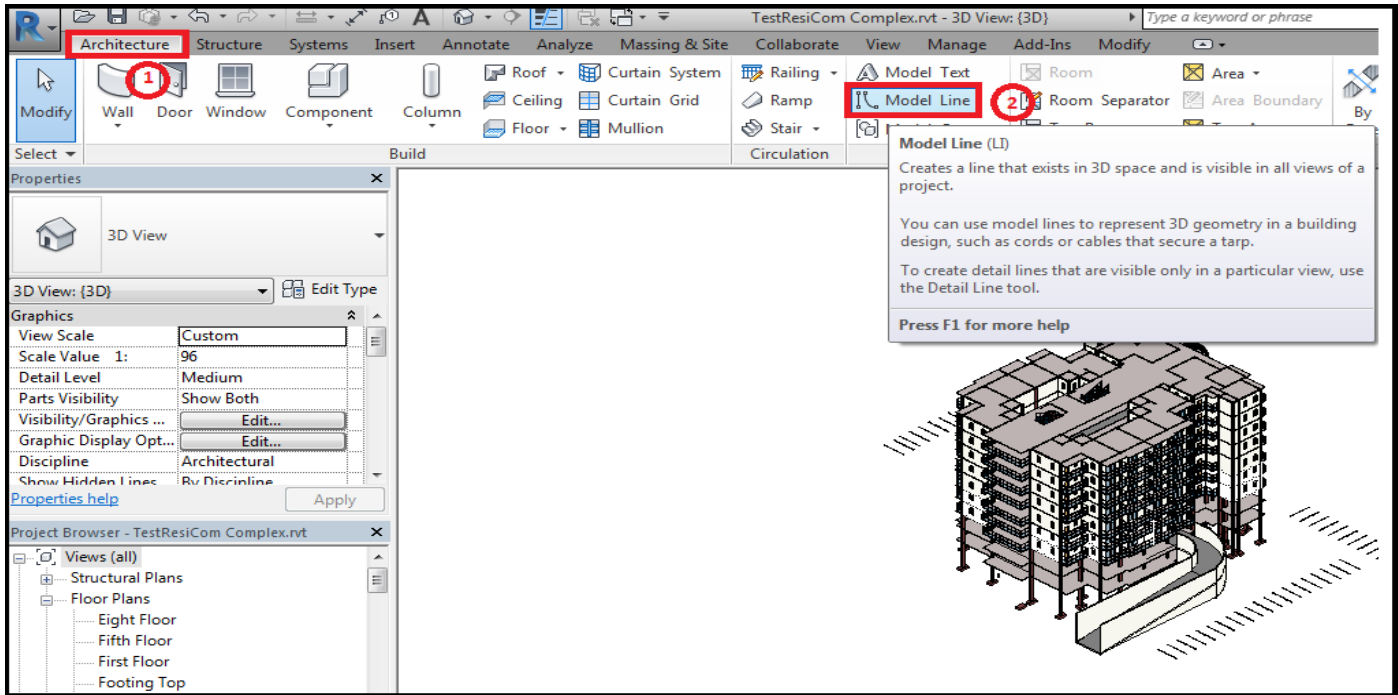 TestResiCom Complex.rvt - 3D View: {3D}
Type a keyword or phrase
Architecture Structure Systems Insert Annotate Analyze Massing & Site Collaborate View Manage Add-Ins Modify
1
2
Modify
Wall
Door
Window
Component
Column
Roof
Ceiling
Floor
Curtain System
Curtain Grid
Mullion
Railing
Ramp
Stair
Model Text
Model Line
Room
Room Separator
Area
Area Boundary
By
Select
Build
Circulation
Model Line (LI)
Creates a line that exists in 3D space and is visible in all views of a
project.
You can use model lines to represent 3D geometry in a building
design, such as cords or cables that secure a tarp.
To create detail lines that are visible only in a particular view, use
the Detail Line tool.
Press F1 for more help
Properties
3D View
3D View: {3D}
Edit Type
Graphics
View Scale Custom
Scale Value 1: 96
Detail Level Medium
Parts Visibility Show Both
Visibility/Graphics ... Edit...
Graphic Display Opt... Edit...
Discipline Architectural
Show Hidden Lines By Discipline
Properties help
Apply
Project Browser - TestResiCom Complex.rvt
Views (all)
Structural Plans
Floor Plans
Eight Floor
Fifth Floor
First Floor
Footing Top